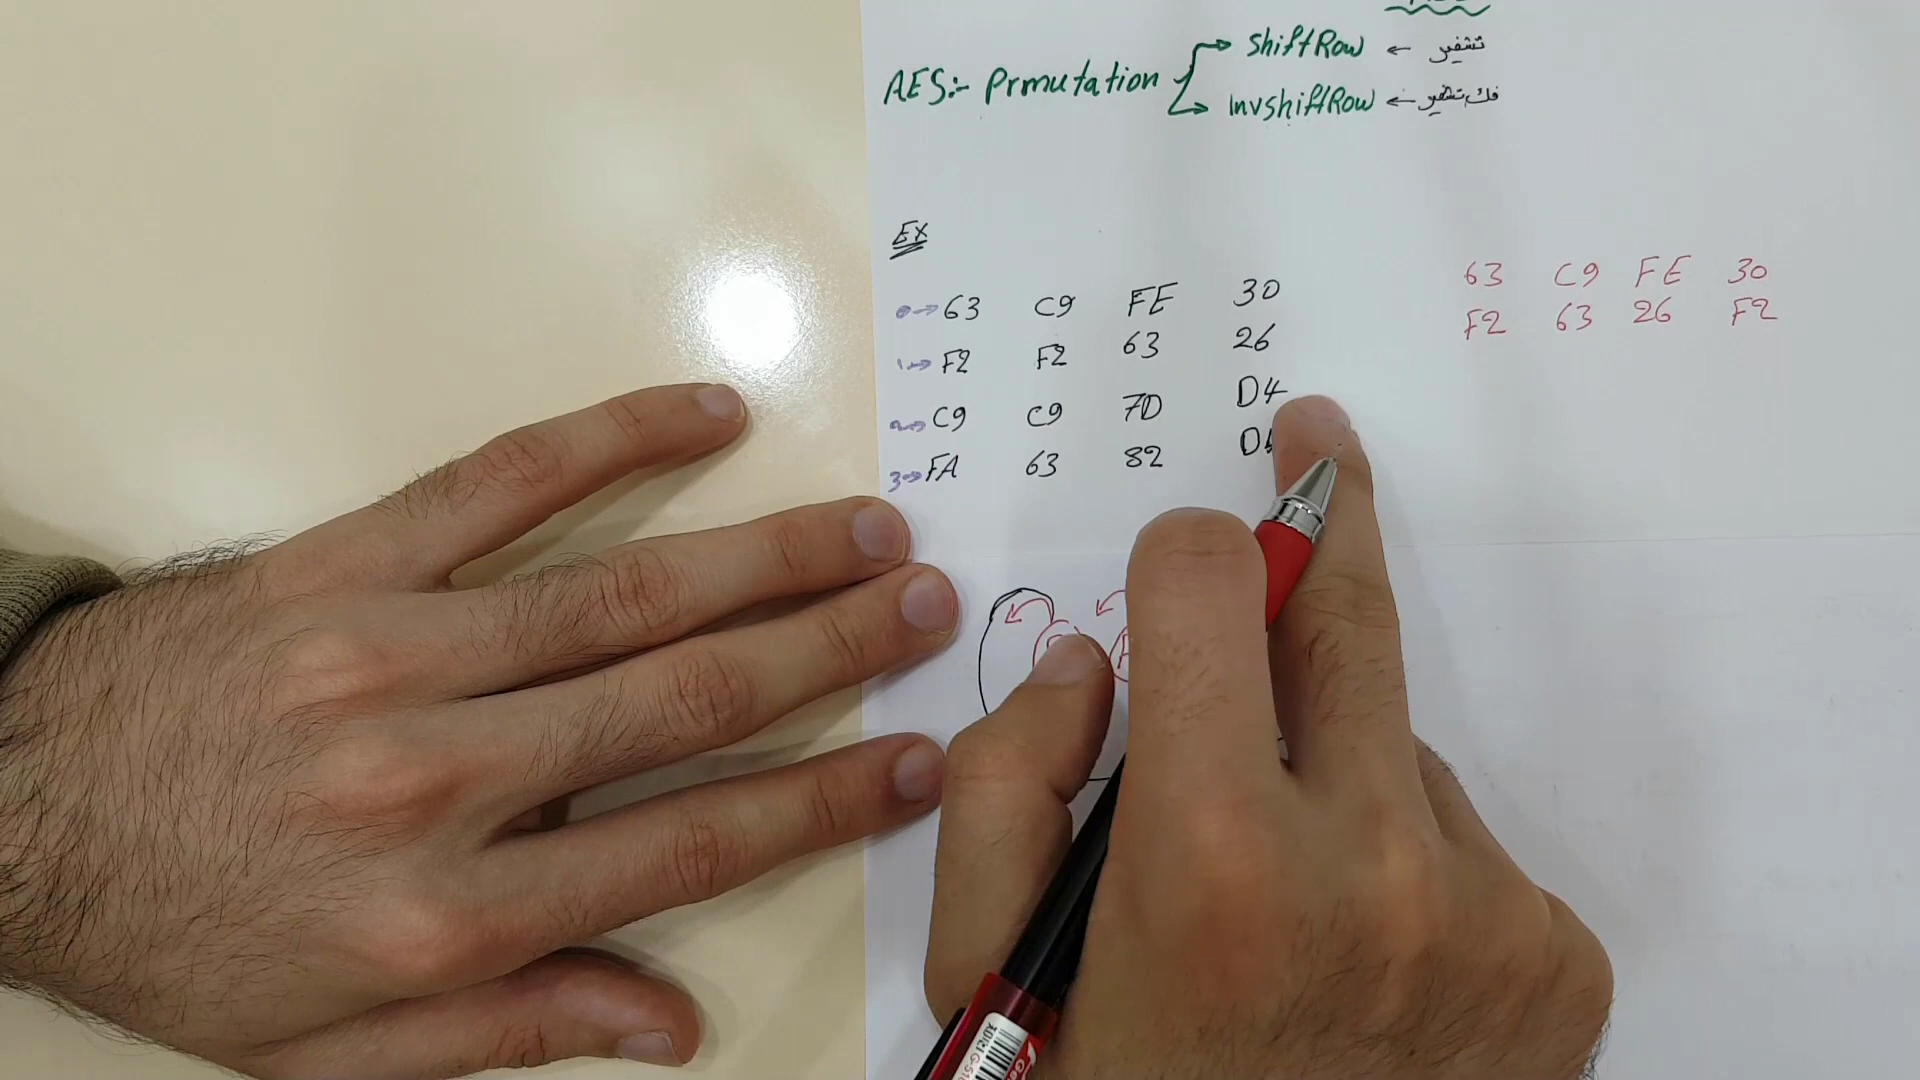 AES:- Prmutation
shiftRow ← تشفير
InvshiftRow ← فك تشفير
EX
0→ 63 C9 FE 30
1→ F2 F2 63 26
2→ C9 C9 7D D4
3→ FA 63 82
63 C9 FE 30
F2 63 26 F2